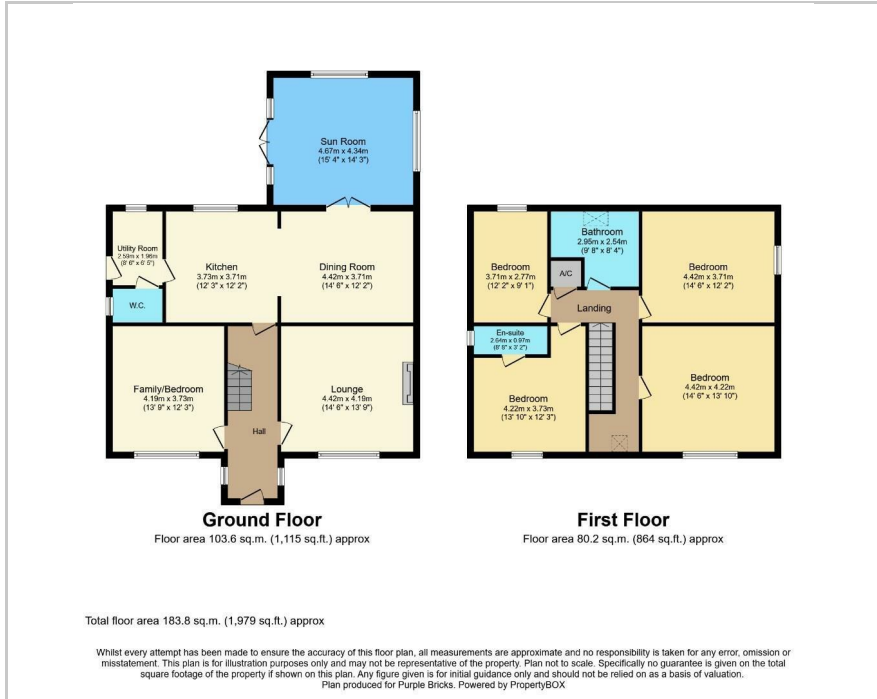 Sun Room
4.67m x 4.34m
(15' 4" x 14' 3")
Utility Room
2.59m x 1.96m
(8' 6" x 6' 5")
Kitchen
3.73m x 3.71m
(12' 3" x 12' 2")
Dining Room
4.42m x 3.71m
(14' 6" x 12' 2")
W.C.
Family/Bedroom
4.19m x 3.73m
(13' 9" x 12' 3")
Hall
Lounge
4.42m x 4.19m
(14' 6" x 13' 9")
Ground Floor
Floor area 103.6 sq.m. (1,115 sq.ft.) approx
Bedroom
3.71m x 2.77m
(12' 2" x 9' 1")
Bathroom
2.95m x 2.54m
(9' 8" x 8' 4")
A/C
Bedroom
4.42m x 3.71m
(14' 6" x 12' 2")
Landing
En-suite
2.64m x 0.97m
(8' 8" x 3' 2")
Bedroom
4.22m x 3.73m
(13' 10" x 12' 3")
Bedroom
4.42m x 4.22m
(14' 6" x 13' 10")
First Floor
Floor area 80.2 sq.m. (864 sq.ft.) approx
Total floor area 183.8 sq.m. (1,979 sq.ft.) approx
Whilst every attempt has been made to ensure the accuracy of this floor plan, all measurements are approximate and no responsibility is taken for any error, omission or
misstatement. This plan is for illustration purposes only and may not be representative of the property. Plan not to scale. Specifically no guarantee is given on the total
square footage of the property if shown on this plan. Any figure given is for initial guidance only and should not be relied on as a basis of valuation.
Plan produced for Purple Bricks. Powered by PropertyBOX